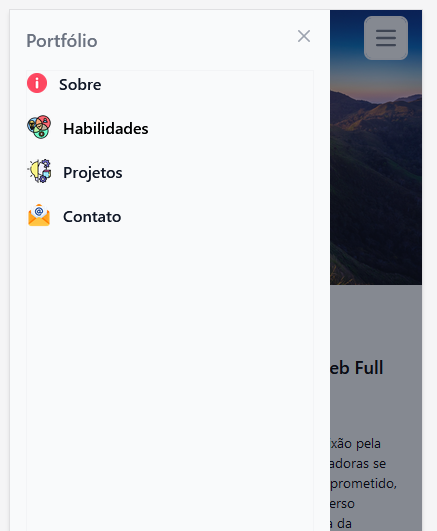 Portfólio
Sobre
Habilidades
Projetos
Contato
eb Full
xão pela
adoras se
prometido,
erso
a da